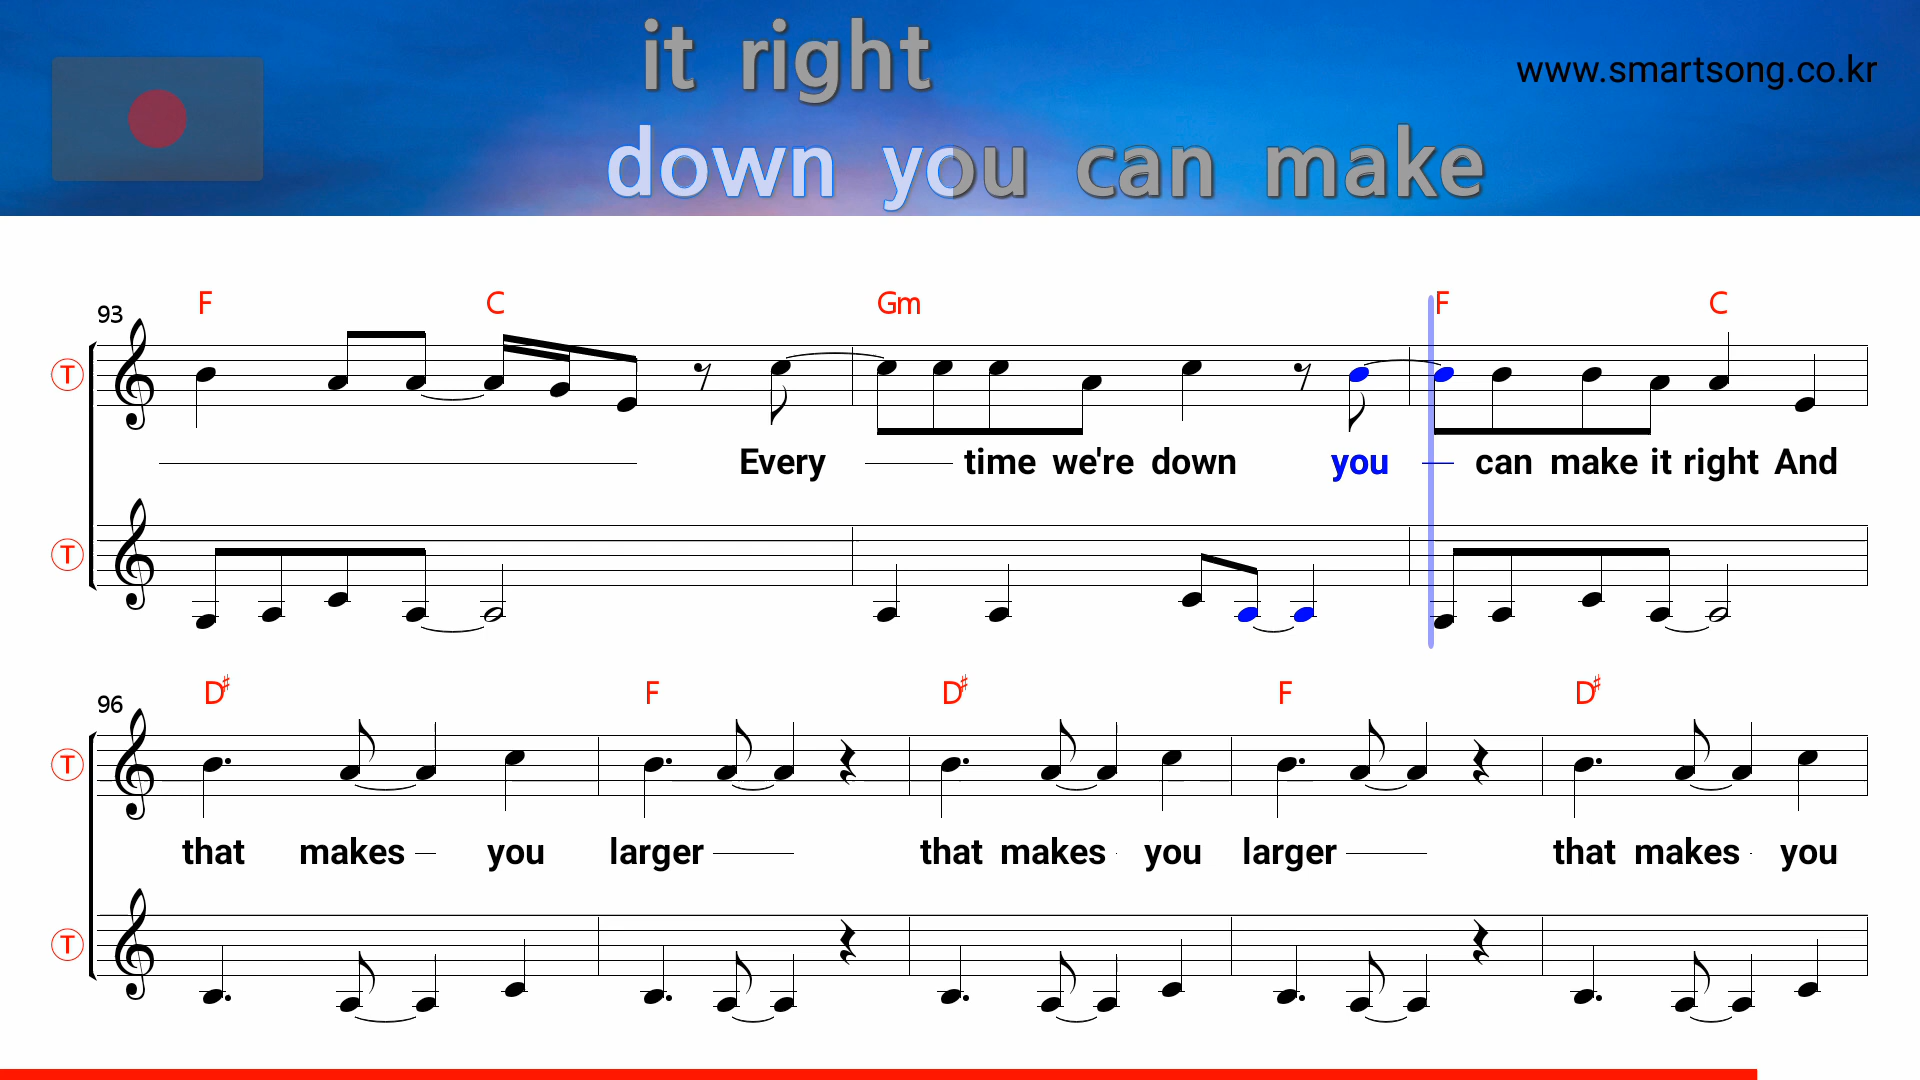 it right
www.smartsong.co.kr
down you can make
F C Gm F C
93
T
Every time we're down you can make it right And
T
D♯ F D♯ F D♯
96
T
that makes you larger that makes you larger that makes you
T